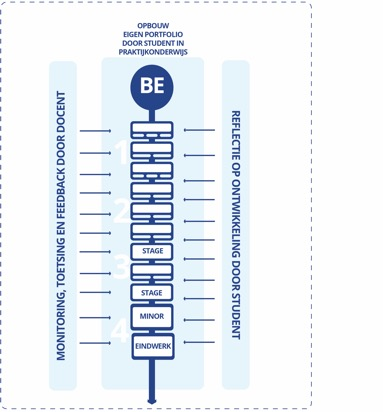 OPBOUW
EIGEN PORTFOLIO
DOOR STUDENT IN
PRAKTIJKONDERWIJS
BE
MONITORING, TOETSING EN FEEDBACK DOOR DOCENT
REFLECTIE OP ONTWIKKELING DOOR STUDENT
1
2
STAGE
3
STAGE
MINOR
4
EINDWERK